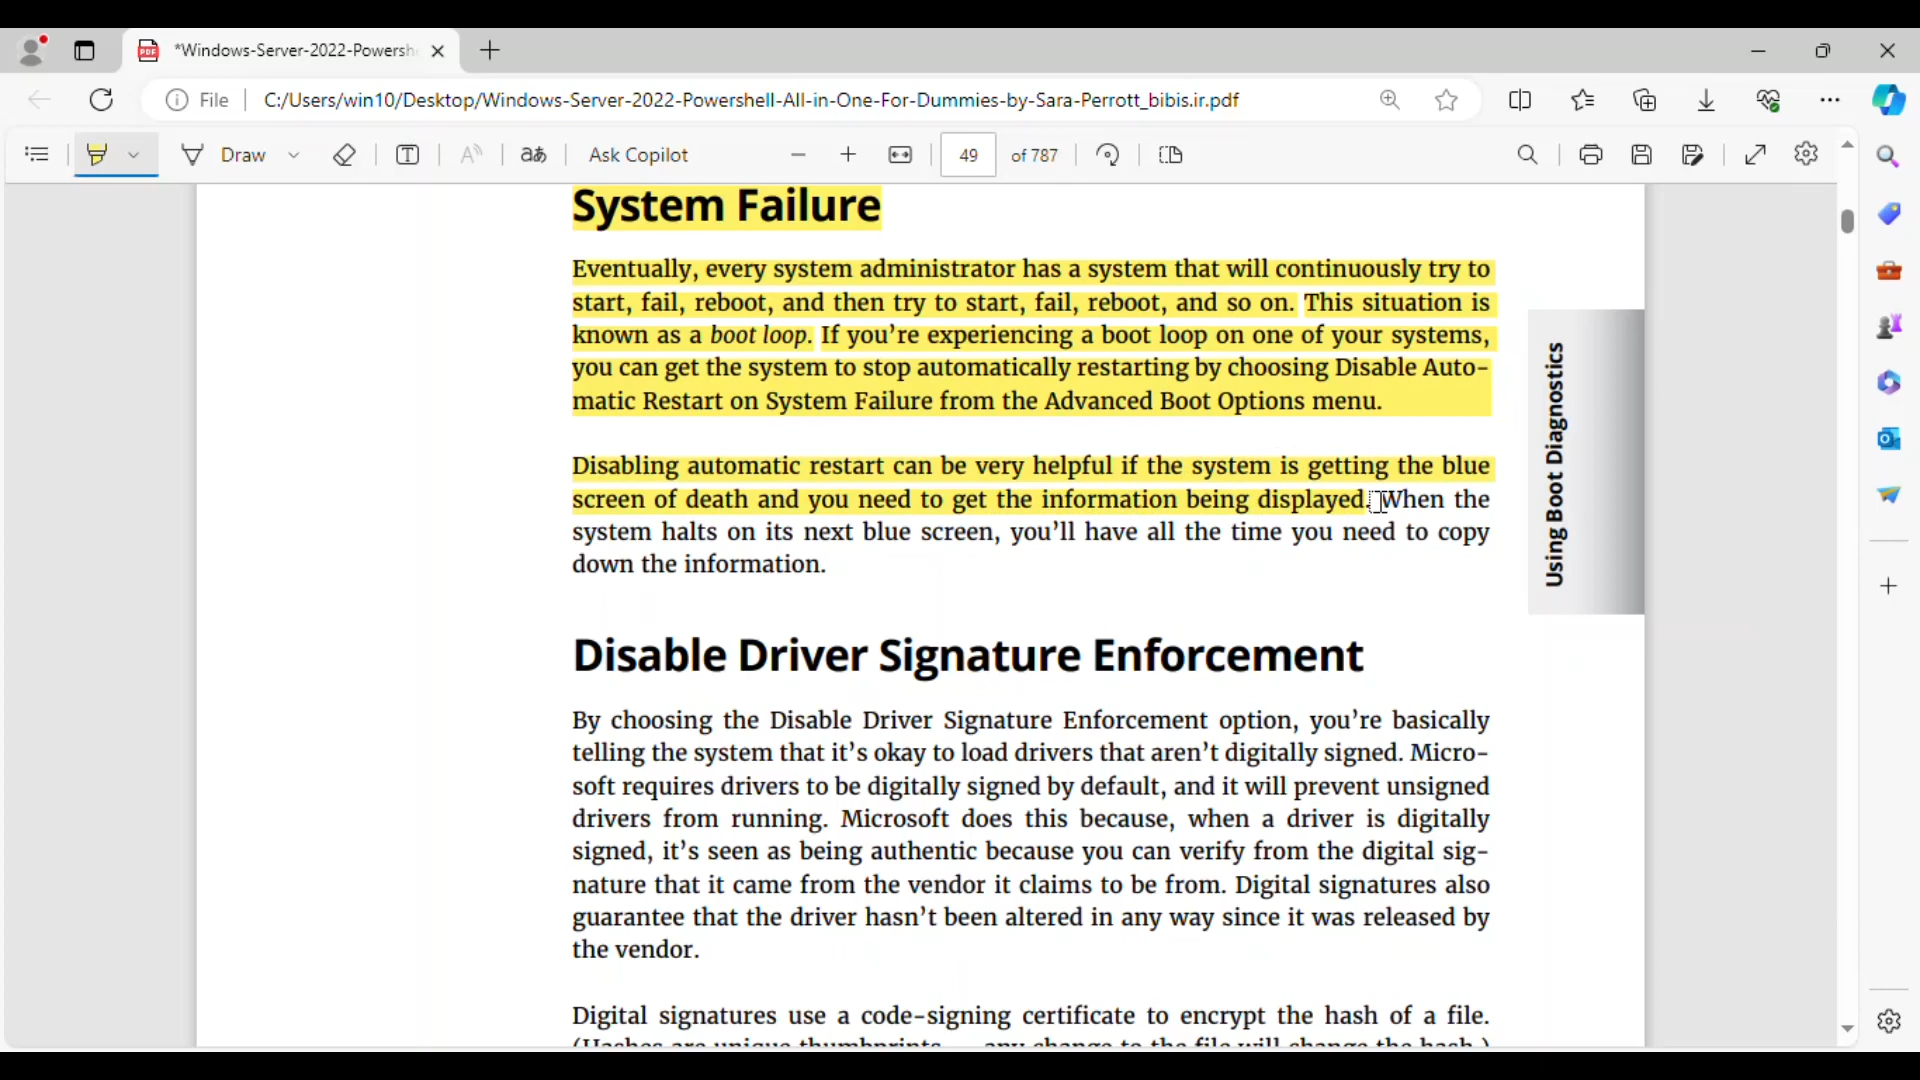 *Windows-Server-2022-Powersh
File
C:/Users/win10/Desktop/Windows-Server-2022-Powershell-All-in-One-For-Dummies-by-Sara-Perrott_bibis.ir.pdf
Draw
Ask Copilot
49
of 787
System Failure
Eventually, every system administrator has a system that will continuously try to
start, fail, reboot, and then try to start, fail, reboot, and so on. This situation is
known as a boot loop. If you’re experiencing a boot loop on one of your systems,
you can get the system to stop automatically restarting by choosing Disable Auto-
matic Restart on System Failure from the Advanced Boot Options menu.
Disabling automatic restart can be very helpful if the system is getting the blue
screen of death and you need to get the information being displayed. When the
system halts on its next blue screen, you’ll have all the time you need to copy
down the information.
Using Boot Diagnostics
Disable Driver Signature Enforcement
By choosing the Disable Driver Signature Enforcement option, you’re basically
telling the system that it’s okay to load drivers that aren’t digitally signed. Micro-
soft requires drivers to be digitally signed by default, and it will prevent unsigned
drivers from running. Microsoft does this because, when a driver is digitally
signed, it’s seen as being authentic because you can verify from the digital sig-
nature that it came from the vendor it claims to be from. Digital signatures also
guarantee that the driver hasn’t been altered in any way since it was released by
the vendor.
Digital signatures use a code-signing certificate to encrypt the hash of a file.
(Hashes are unique thumbprints — any change to the file will change the hash.)